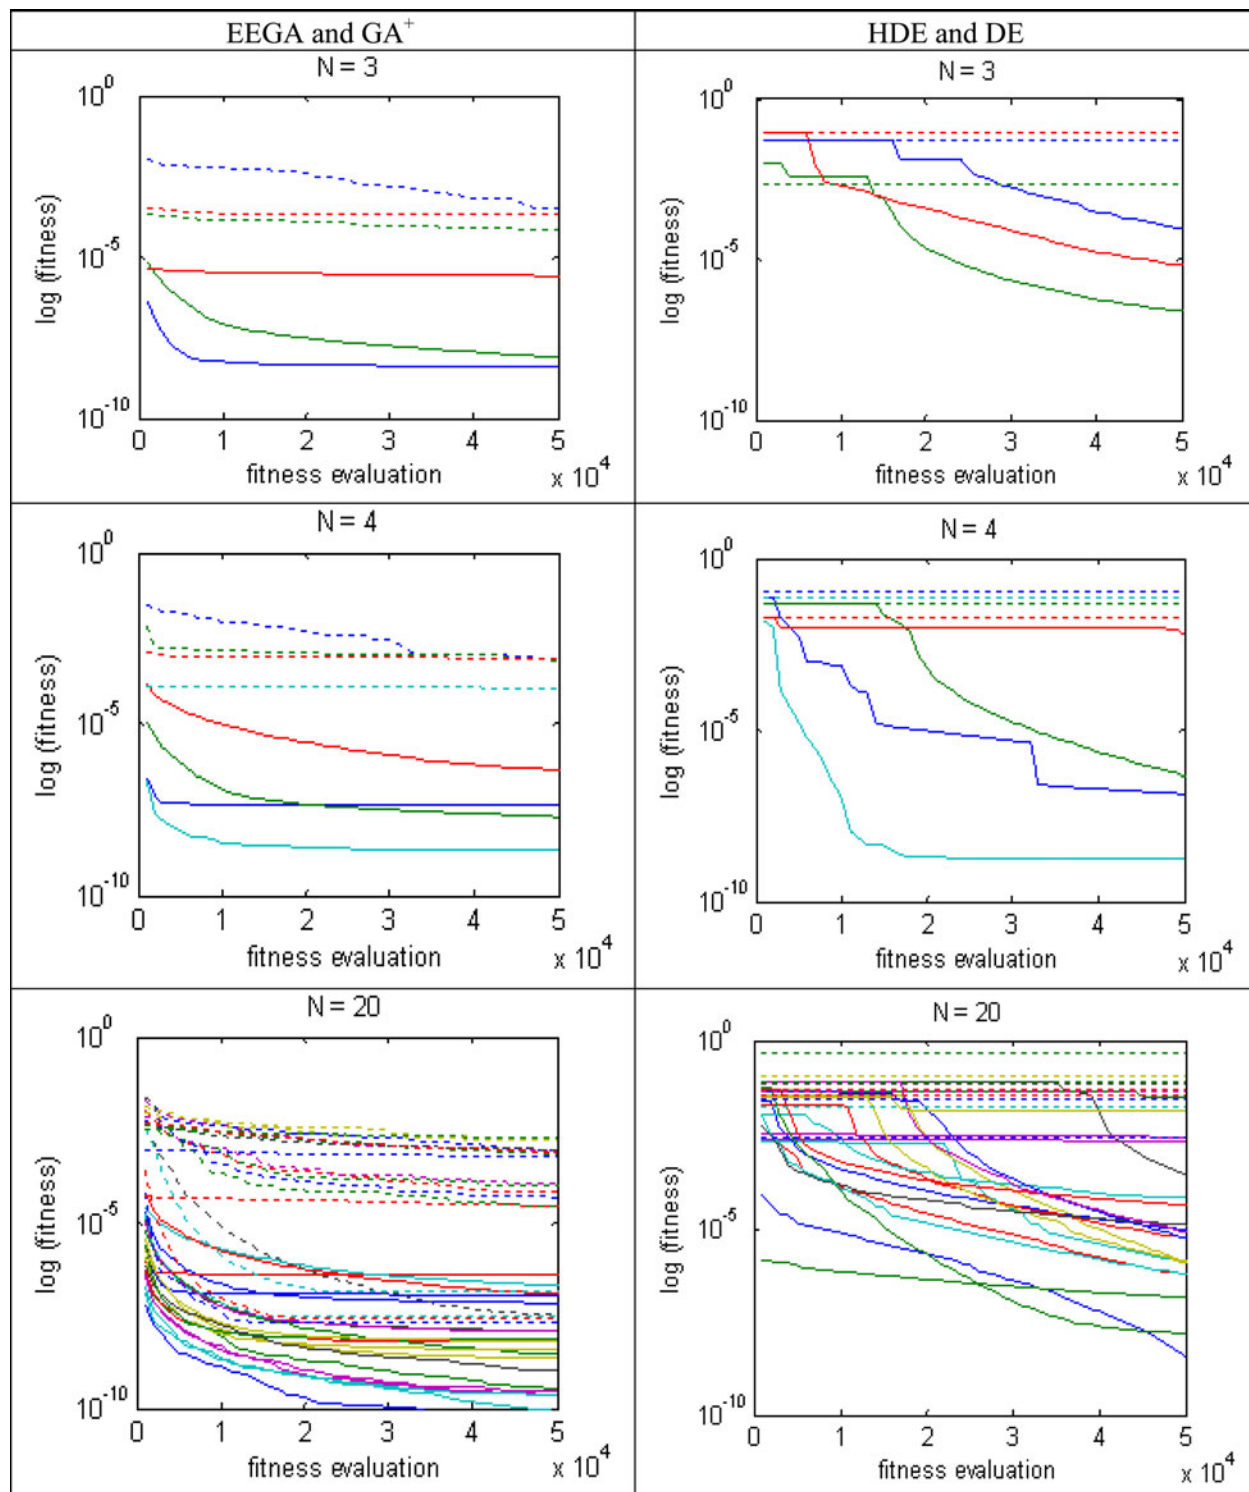 EEGA and GA+
HDE and DE
N = 3
10^0
10^-5
10^-10
log (fitness)
0 1 2 3 4 5
fitness evaluation
x 10^4
N = 3
10^0
10^-5
10^-10
log (fitness)
0 1 2 3 4 5
fitness evaluation
x 10^4
N = 4
10^0
10^-5
10^-10
log (fitness)
0 1 2 3 4 5
fitness evaluation
x 10^4
N = 4
10^0
10^-5
10^-10
log (fitness)
0 1 2 3 4 5
fitness evaluation
x 10^4
N = 20
10^0
10^-5
10^-10
log (fitness)
0 1 2 3 4 5
fitness evaluation
x 10^4
N = 20
10^0
10^-5
10^-10
log (fitness)
0 1 2 3 4 5
fitness evaluation
x 10^4